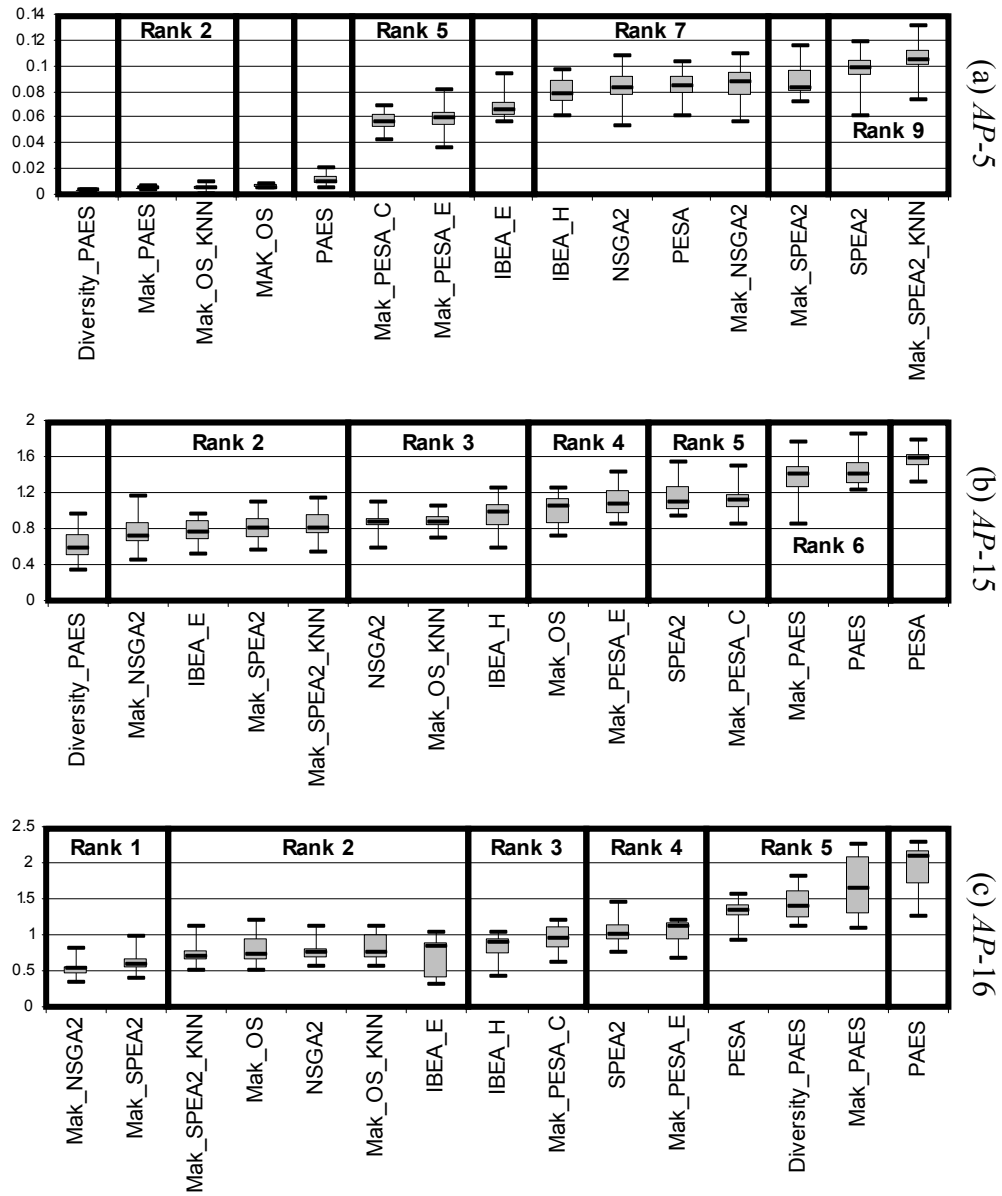 0.14
0.12
0.1
0.08
0.06
0.04
0.02
0
Rank 2
Rank 5
Rank 7
Rank 9
Diversity_PAES
Mak_PAES
Mak_OS_KNN
MAK_OS
PAES
Mak_PESA_C
Mak_PESA_E
IBEA_E
IBEA_H
NSGA2
PESA
Mak_NSGA2
Mak_SPEA2
SPEA2
Mak_SPEA2_KNN
(a) AP-5
2
1.6
1.2
0.8
0.4
0
Rank 2
Rank 3
Rank 4
Rank 5
Rank 6
Diversity_PAES
Mak_NSGA2
IBEA_E
Mak_SPEA2
Mak_SPEA2_KNN
NSGA2
Mak_OS_KNN
IBEA_H
Mak_OS
Mak_PESA_E
SPEA2
Mak_PESA_C
Mak_PAES
PAES
PESA
(b) AP-15
2.5
2
1.5
1
0.5
0
Rank 1
Rank 2
Rank 3
Rank 4
Rank 5
Mak_NSGA2
Mak_SPEA2
Mak_SPEA2_KNN
Mak_OS
NSGA2
Mak_OS_KNN
IBEA_E
IBEA_H
Mak_PESA_C
SPEA2
Mak_PESA_E
PESA
Diversity_PAES
Mak_PAES
PAES
(c) AP-16